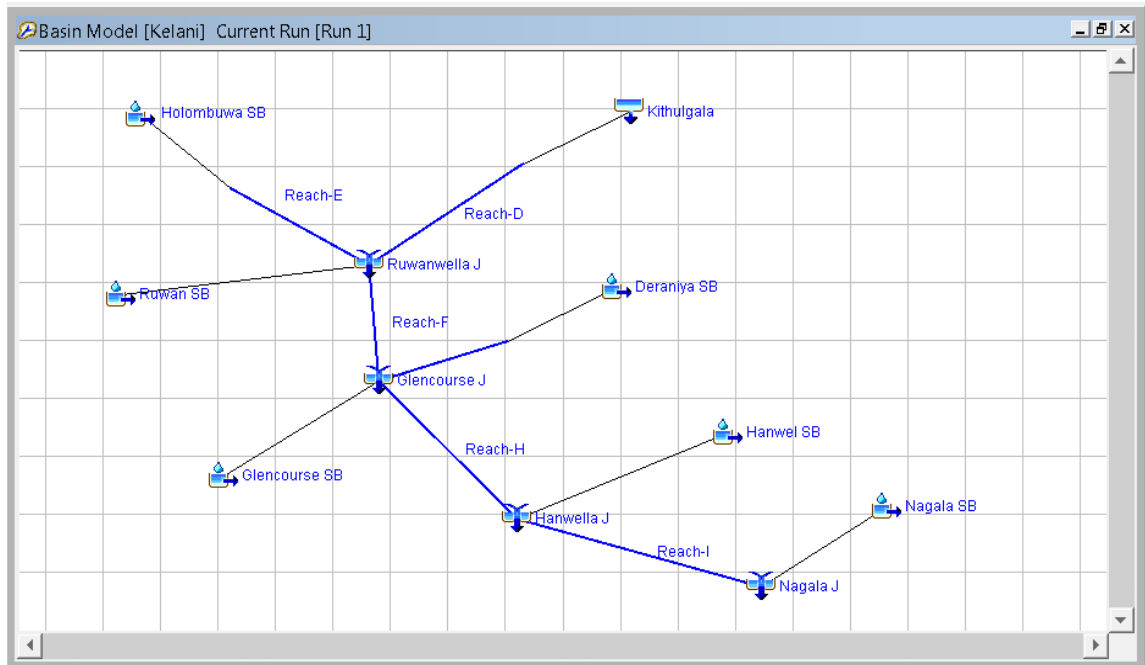 Basin Model [Kelani] Current Run [Run 1]
Holombuwa SB
Kithulgala
Reach-E
Reach-D
Ruwanwella J
Ruwan SB
Deraniya SB
Reach-F
Glencourse J
Hanwel SB
Reach-H
Glencourse SB
Nagala SB
Hanwella J
Reach-I
Nagala J